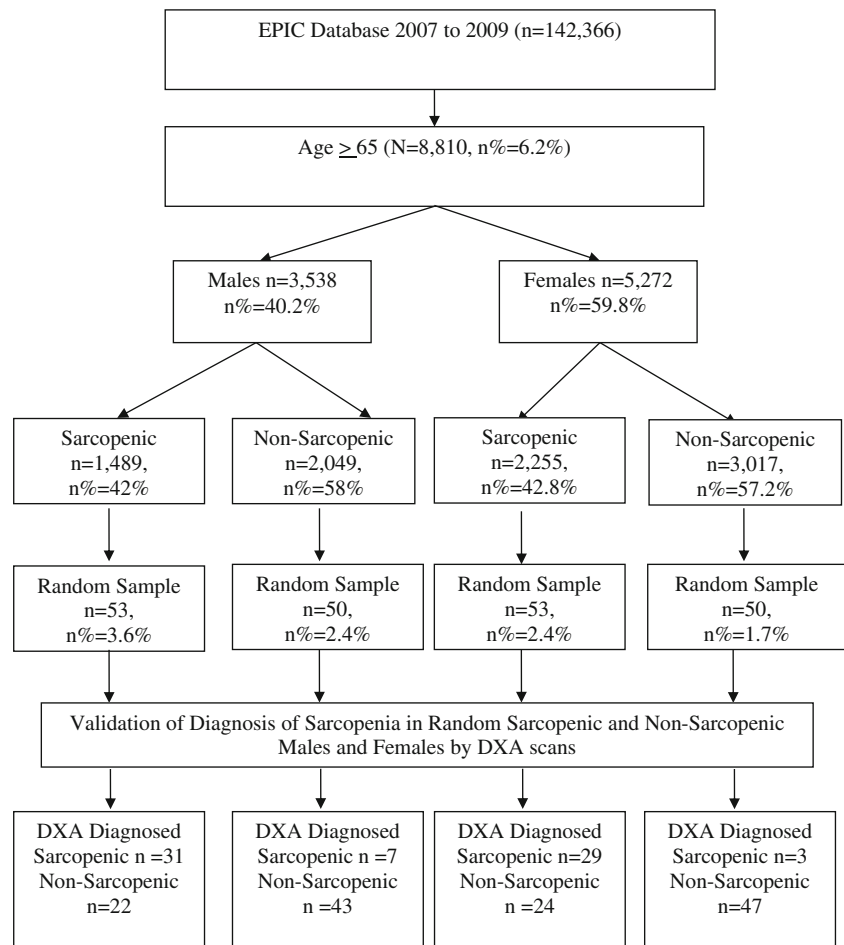 EPIC Database 2007 to 2009 (n=142,366)
Age ≥ 65 (N=8,810, n%=6.2%)
Males n=3,538
n%=40.2%
Females n=5,272
n%=59.8%
Sarcopenic
n=1,489,
n%=42%
Non-Sarcopenic
n=2,049,
n%=58%
Sarcopenic
n=2,255,
n%=42.8%
Non-Sarcopenic
n=3,017,
n%=57.2%
Random Sample
n=53,
n%=3.6%
Random Sample
n=50,
n%=2.4%
Random Sample
n=53,
n%=2.4%
Random Sample
n=50,
n%=1.7%
Validation of Diagnosis of Sarcopenia in Random Sarcopenic and Non-Sarcopenic
Males and Females by DXA scans
DXA Diagnosed
Sarcopenic n =31
Non-Sarcopenic
n=22
DXA Diagnosed
Sarcopenic n =7
Non-Sarcopenic
n=43
DXA Diagnosed
Sarcopenic n=29
Non-Sarcopenic
n =24
DXA Diagnosed
Sarcopenic n=3
Non-Sarcopenic
n=47